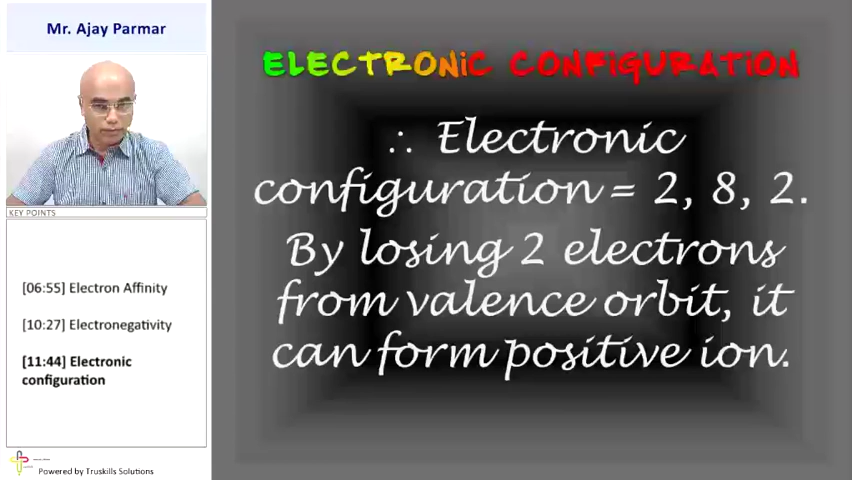 Mr. Ajay Parmar
KEY POINTS
[06:55] Electron Affinity
[10:27] Electronegativity
[11:44] Electronic
configuration
Powered by Truskills Solutions
ELECTRONiC CONFiGURATiON
∴ Electronic
configuration = 2, 8, 2.
By losing 2 electrons
from valence orbit, it
can form positive ion.